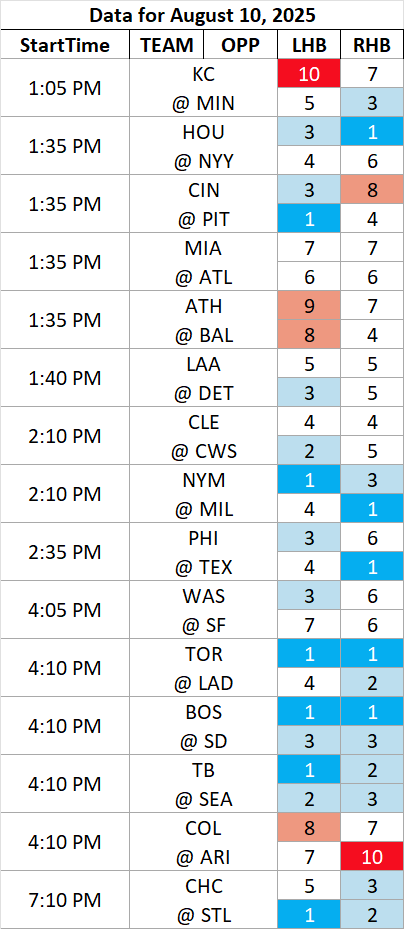 Data for August 10, 2025
StartTime TEAM OPP LHB RHB
1:05 PM KC 10 7
@ MIN 5 3
1:35 PM HOU 3 1
@ NYY 4 6
1:35 PM CIN 3 8
@ PIT 1 4
1:35 PM MIA 7 7
@ ATL 6 6
1:35 PM ATH 9 7
@ BAL 8 4
1:40 PM LAA 5 5
@ DET 3 5
2:10 PM CLE 4 4
@ CWS 2 5
2:10 PM NYM 1 3
@ MIL 4 1
2:35 PM PHI 3 6
@ TEX 4 1
4:05 PM WAS 3 6
@ SF 7 6
4:10 PM TOR 1 1
@ LAD 4 2
4:10 PM BOS 1 1
@ SD 3 3
4:10 PM TB 1 2
@ SEA 2 3
4:10 PM COL 8 7
@ ARI 7 10
7:10 PM CHC 5 3
@ STL 1 2